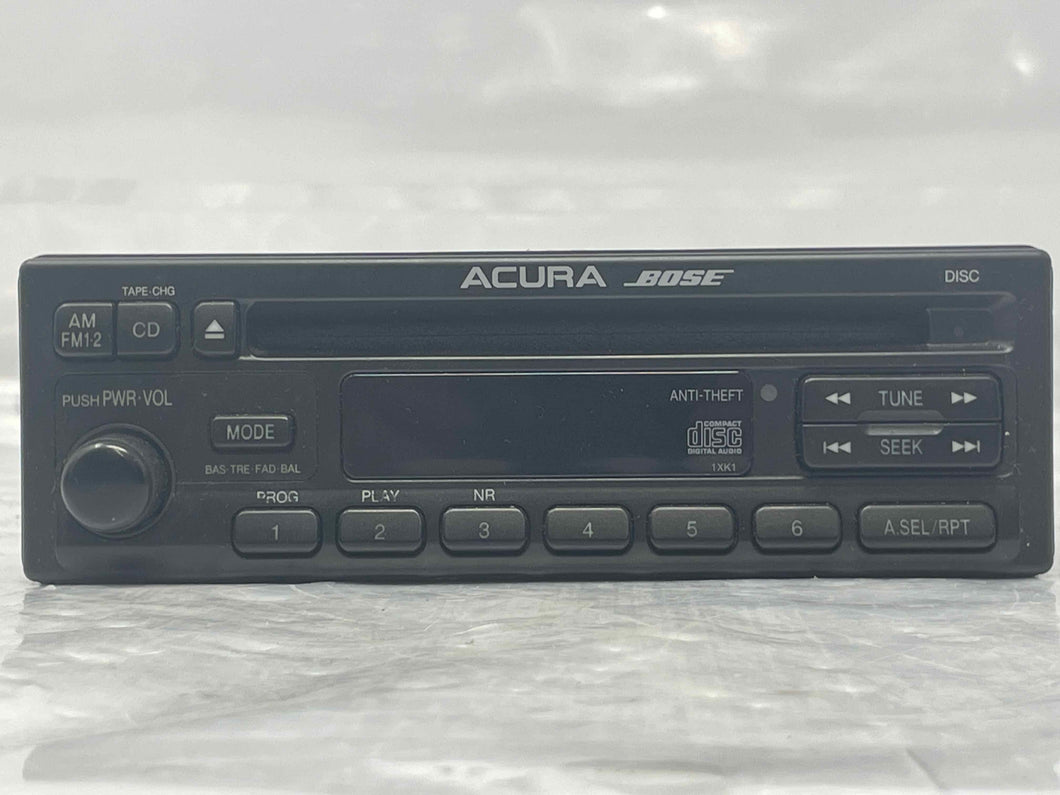 ACURA BOSE
DISC
TAPE·CHG
AM
FM1·2
CD
PUSH PWR·VOL
MODE
BAS·TRE·FAD·BAL
ANTI-THEFT
COMPACT
disc
DIGITAL AUDIO
1XK1
TUNE
SEEK
PROG
PLAY
NR
1
2
3
4
5
6
A.SEL/RPT